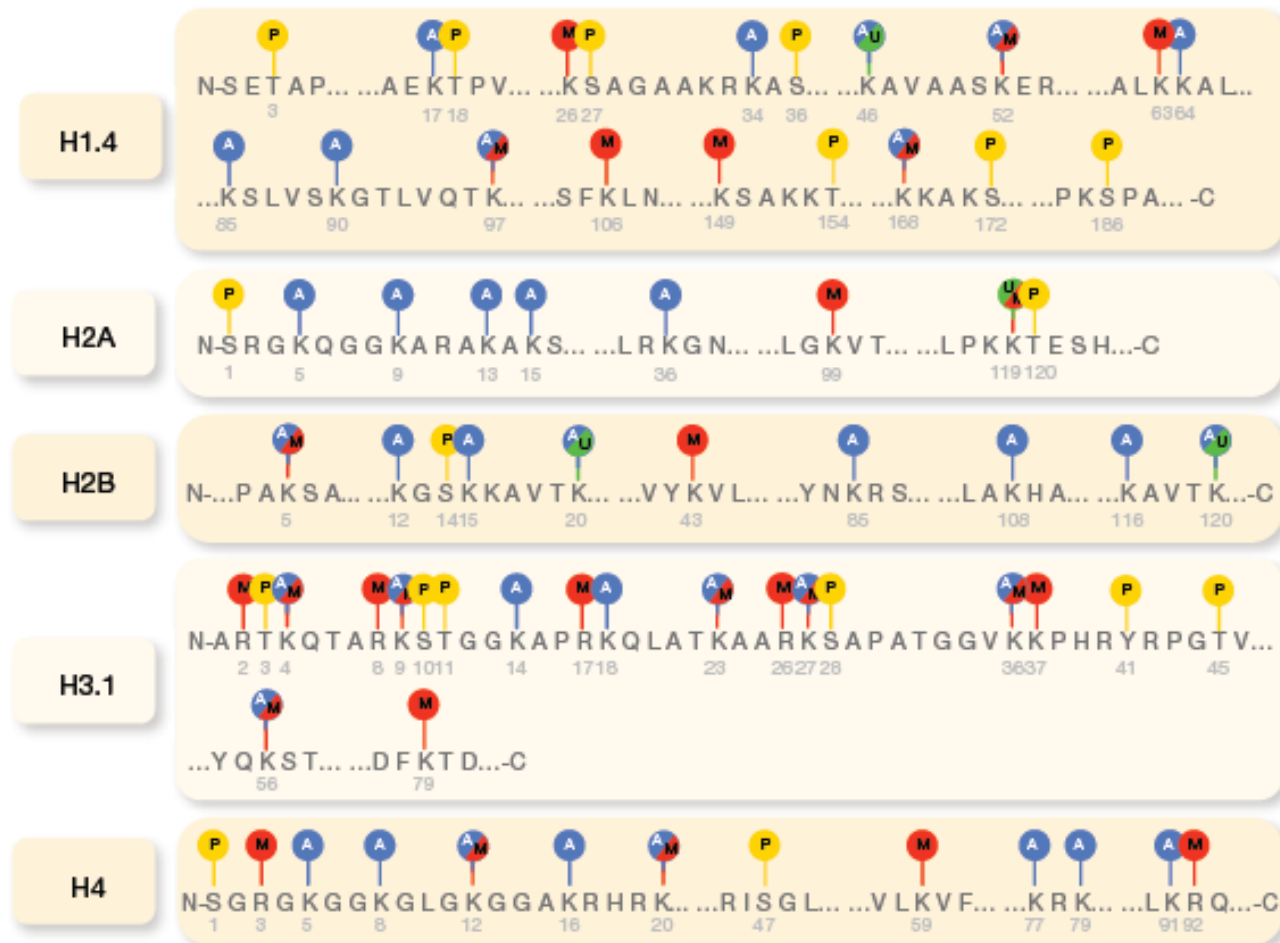 P A P M P A P A U A M M A
N-SETAP... ...AEKTPV... ...KSAGAAKRKAS... ...KAVAASKER... ...ALKKAL...
3 17 18 26 27 34 36 46 52 63 64
H1.4
A A A M M M P A M P P
...KSLVSKGTLVQTK... ...SFKLN... ...KSAKKT... ...KKAKS... ...PKSPA... -C
85 90 97 106 149 154 168 172 186
P A A A A A M U M P
H2A
N-SRGKQGGKARAKAKS... ...LRKGN... ...LGKVT... ...LPKKTESH...-C
1 5 9 13 15 36 99 119 120
A M A P A A U M A A A A U
H2B
N-...PAKSA... ...KGSKKAVTK... ...VYKVL... ...YNKRS... ...LAKHA... ...KAVTK...-C
5 12 14 15 20 43 85 108 116 120
M P A M M A M P P A M A A M M A M P A M M P P
N-ARTKQTARKSTGGKAPRKQLATKAARKSAPATGGVKKPHRYRPGTV...
2 3 4 8 9 10 11 14 17 18 23 26 27 28 36 37 41 45
H3.1
A M M
...YQKST... ...DFKTD...-C
56 79
P M A A A M A A M P M A A A M
H4
N-SGRGKGGKGLGKGGAKRHRK... ...RISGL... ...VLKVF... ...KRK... ...LKRQ...-C
1 3 5 8 12 16 20 47 59 77 79 91 92